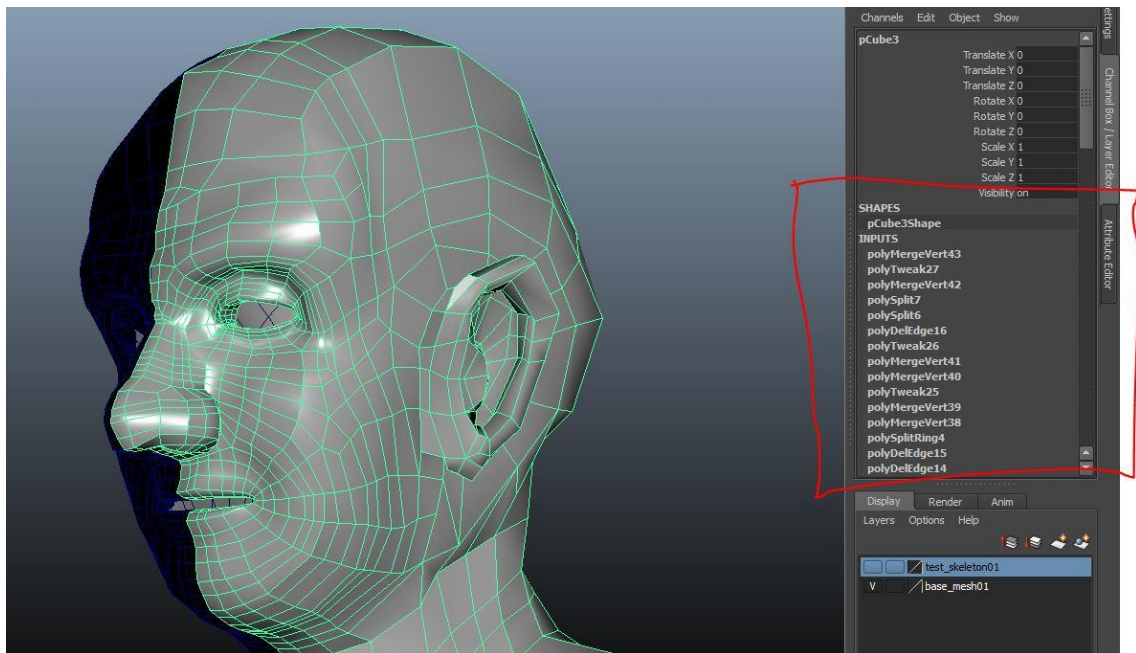 Channels Edit Object Show
pCube3
Translate X 0
Translate Y 0
Translate Z 0
Rotate X 0
Rotate Y 0
Rotate Z 0
Scale X 1
Scale Y 1
Scale Z 1
Visibility on
SHAPES
pCube3Shape
INPUTS
polyMergeVert43
polyTweak27
polyMergeVert42
polySplit7
polySplit6
polyDelEdge16
polyTweak26
polyMergeVert41
polyMergeVert40
polyTweak25
polyMergeVert39
polyMergeVert38
polySplitRing4
polyDelEdge15
polyDelEdge14
Display Render Anim
Layers Options Help
test_skeleton01
V base_mesh01
Channel Box / Layer Editor
Attribute Editor